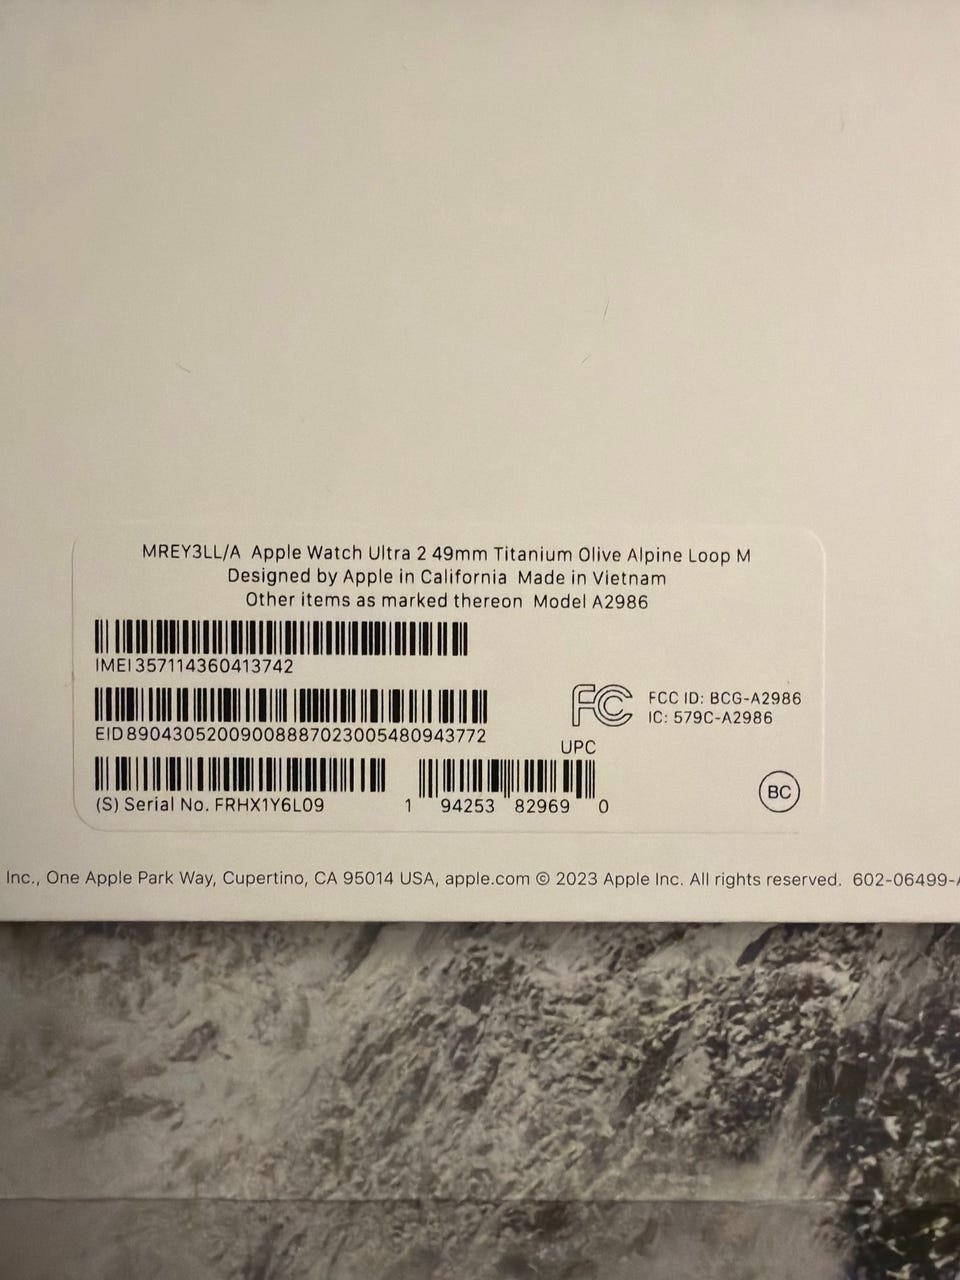 MREY3LL/A Apple Watch Ultra 2 49mm Titanium Olive Alpine Loop M
Designed by Apple in California Made in Vietnam
Other items as marked thereon Model A2986
IMEI 357114360413742
EID 89043052009008887023005480943772
FC FCC ID: BCG-A2986
IC: 579C-A2986
UPC
(S) Serial No. FRHX1Y6L09
1 94253 82969 0
BC
Inc., One Apple Park Way, Cupertino, CA 95014 USA, apple.com © 2023 Apple Inc. All rights reserved. 602-06499-A